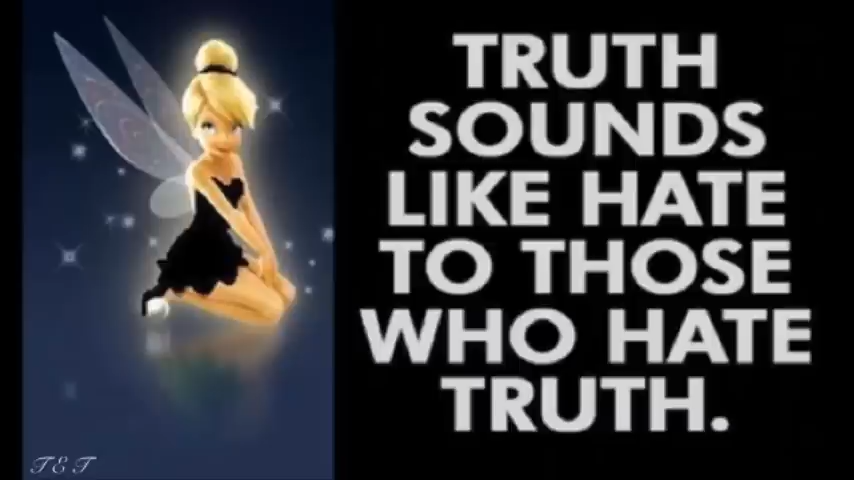 TRUTH
SOUNDS
LIKE HATE
TO THOSE
WHO HATE
TRUTH.
T&T